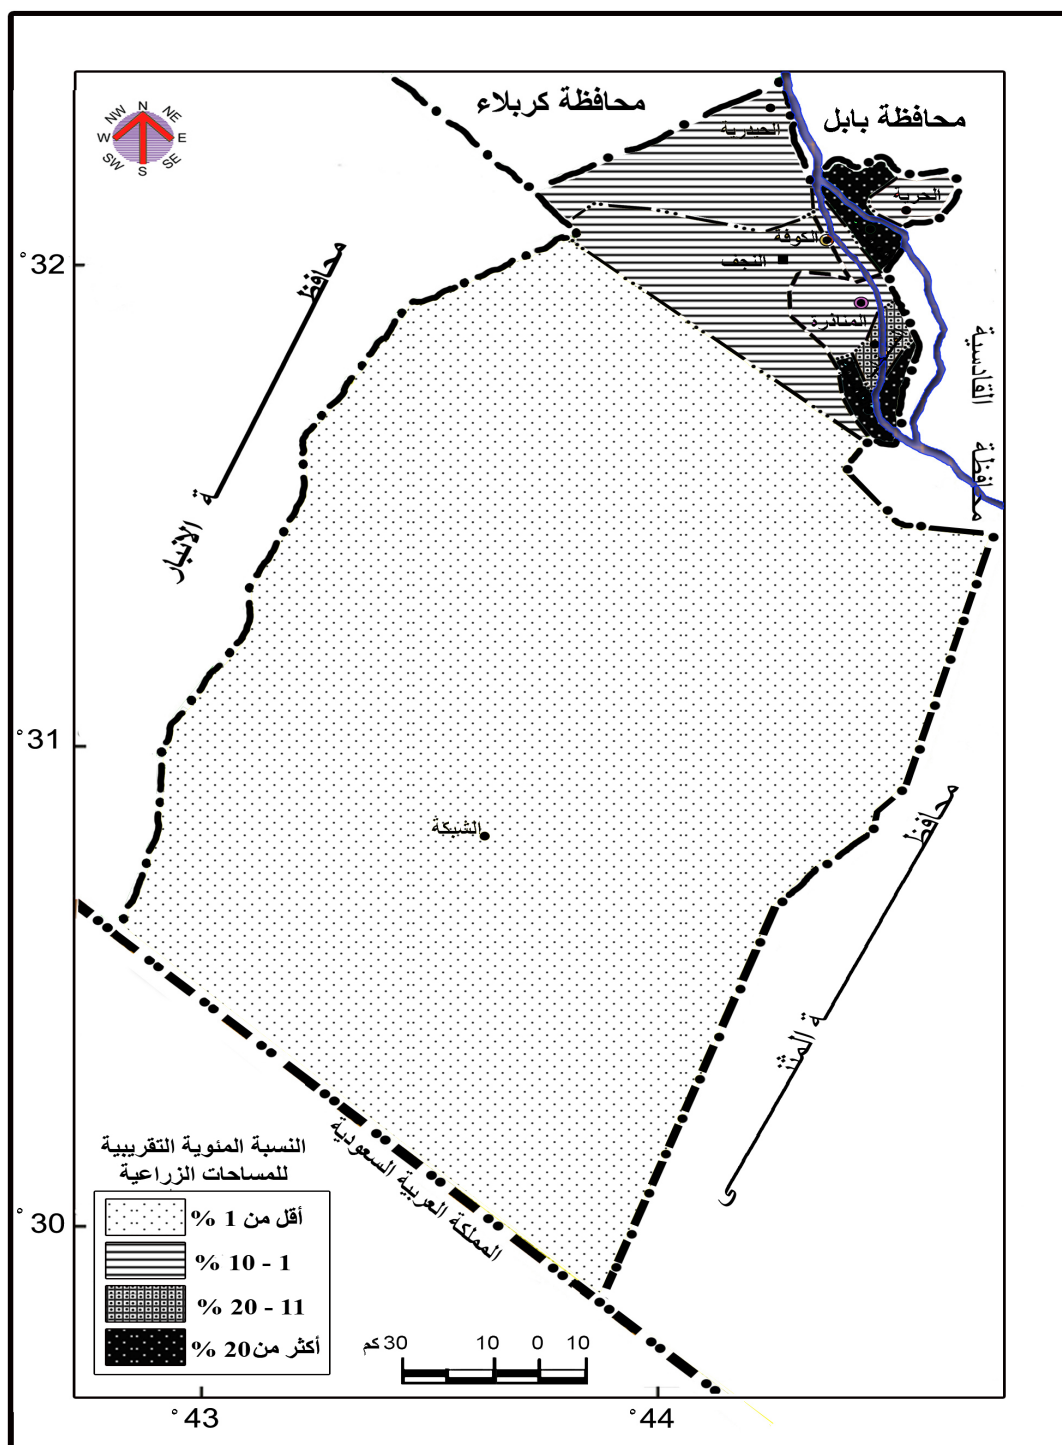 محافظة كربلاء
محافظة بابل
N
NW
NE
W
E
SW
SE
S
الحيدرية
الحرية
الكوفة
النجف
المناذرة
°32
محافظة الانبار
محافظة القادسية
°31
الشبكة
محافظة المثنى
المملكة العربية السعودية
النسبة المئوية التقريبية
للمساحات الزراعية
أقل من 1 %
1 - 10 %
11 - 20 %
أكثر من 20 %
°30
30 كم 10 0 10
°43
°44